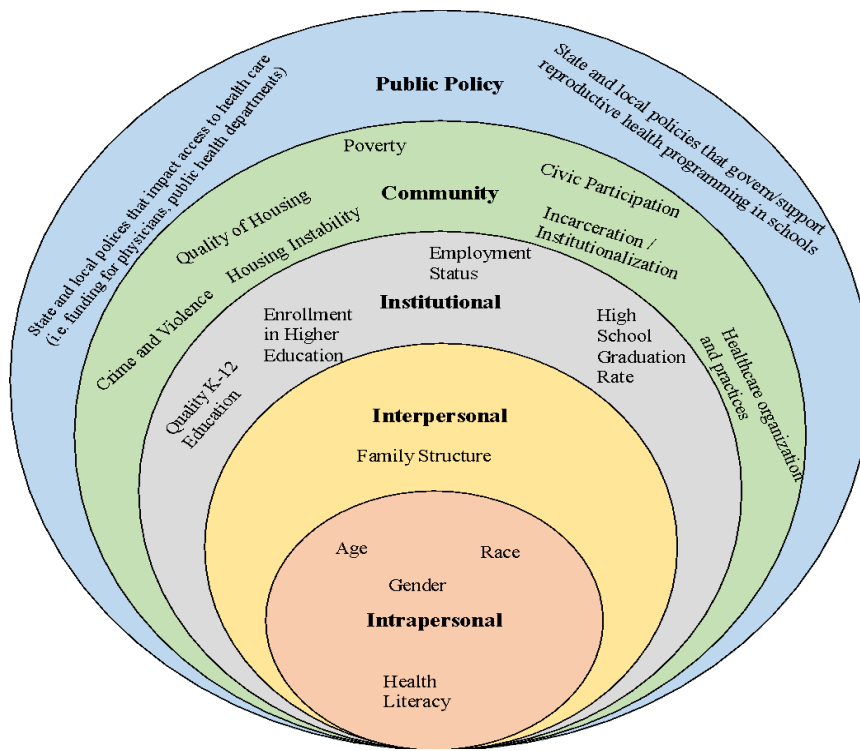 Public Policy
State and local polices that impact access to health care
(i.e. funding for physicians, public health departments)
State and local policies that govern/support
reproductive health programming in schools
Poverty
Community
Civic Participation
Quality of Housing
Housing Instability
Incarceration /
Institutionalization
Crime and Violence
Healthcare organization
and practices
Employment
Status
Institutional
Enrollment
in Higher
Education
High
School
Graduation
Rate
Quality K-12
Education
Interpersonal
Family Structure
Age
Race
Gender
Intrapersonal
Health
Literacy